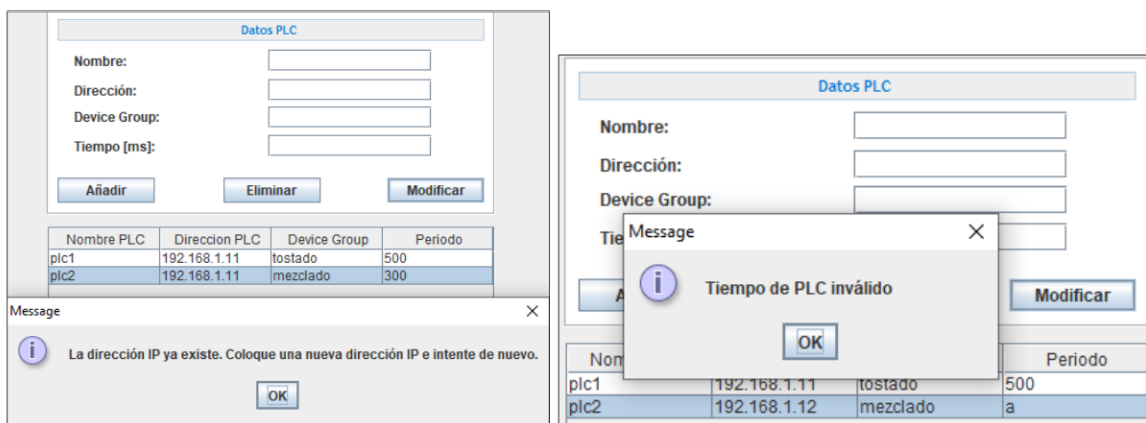 Datos PLC
Nombre:
Dirección:
Device Group:
Tiempo [ms]:
Añadir Eliminar Modificar
Nombre PLC Direccion PLC Device Group Periodo
plc1 192.168.1.11 tostado 500
plc2 192.168.1.11 mezclado 300
Message
La dirección IP ya existe. Coloque una nueva dirección IP e intente de nuevo.
OK
Datos PLC
Nombre:
Dirección:
Device Group:
Tie
Message
Tiempo de PLC inválido
OK
A Modificar
Nom Periodo
plc1 192.168.1.11 tostado 500
plc2 192.168.1.12 mezclado a